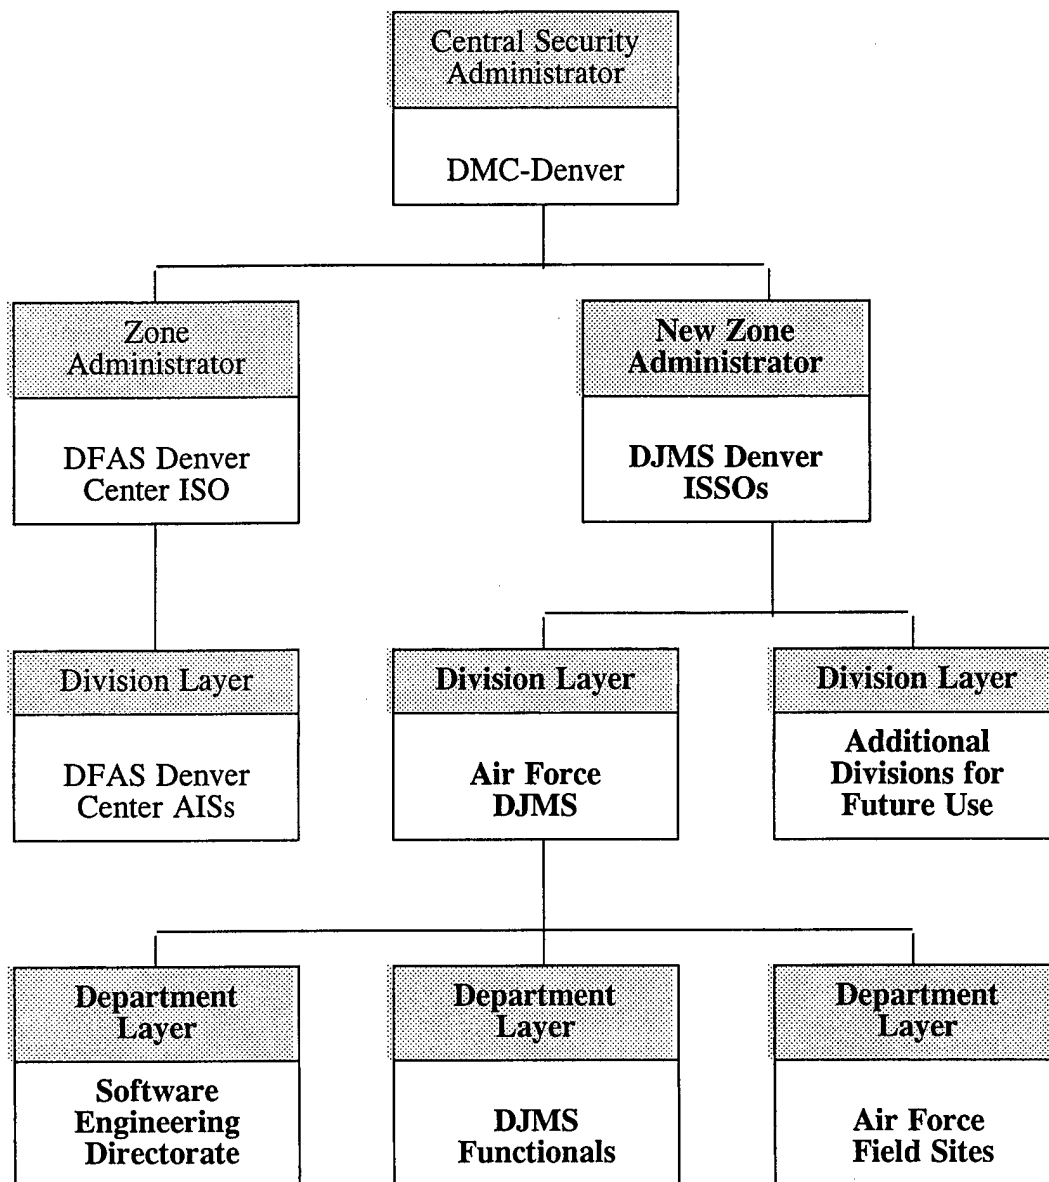 Central Security
Administrator
DMC-Denver
Zone
Administrator
DFAS Denver
Center ISO
New Zone
Administrator
DJMS Denver
ISSOs
Division Layer
DFAS Denver
Center AISs
Division Layer
Air Force
DJMS
Division Layer
Additional
Divisions for
Future Use
Department
Layer
Software
Engineering
Directorate
Department
Layer
DJMS
Functionals
Department
Layer
Air Force
Field Sites